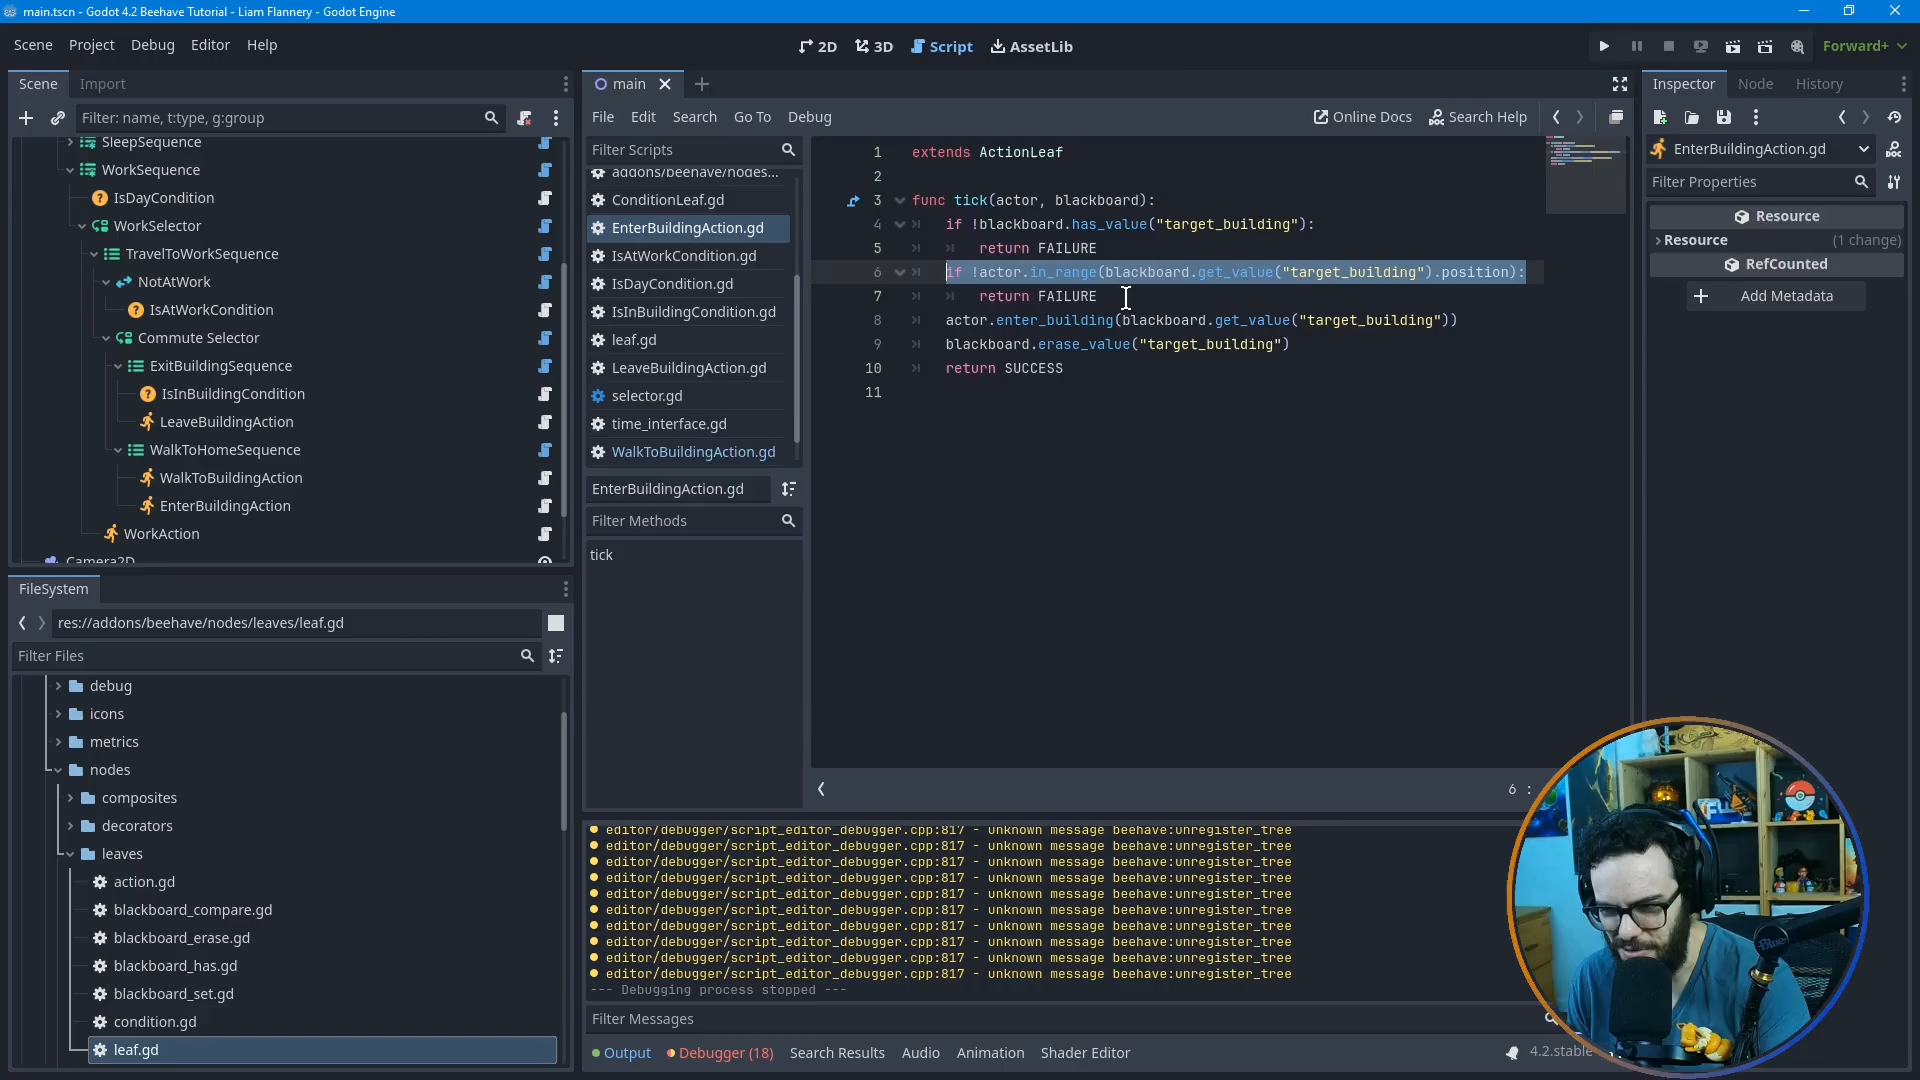 main.tscn - Godot 4.2 Beehave Tutorial - Liam Flannery - Godot Engine
Scene Project Debug Editor Help
2D 3D Script AssetLib
Forward+
Scene Import
Filter: name, t:type, g:group
SleepSequence
WorkSequence
IsDayCondition
WorkSelector
TravelToWorkSequence
NotAtWork
IsAtWorkCondition
Commute Selector
ExitBuildingSequence
IsInBuildingCondition
LeaveBuildingAction
WalkToHomeSequence
WalkToBuildingAction
EnterBuildingAction
WorkAction
Camera2D
FileSystem
res://addons/beehave/nodes/leaves/leaf.gd
Filter Files
debug
icons
metrics
nodes
composites
decorators
leaves
action.gd
blackboard_compare.gd
blackboard_erase.gd
blackboard_has.gd
blackboard_set.gd
condition.gd
leaf.gd
main
File Edit Search Go To Debug
Online Docs Search Help
Filter Scripts
addons/beehave/nodes...
ConditionLeaf.gd
EnterBuildingAction.gd
IsAtWorkCondition.gd
IsDayCondition.gd
IsInBuildingCondition.gd
leaf.gd
LeaveBuildingAction.gd
selector.gd
time_interface.gd
WalkToBuildingAction.gd
EnterBuildingAction.gd
Filter Methods
tick
1 extends ActionLeaf
2
3 func tick(actor, blackboard):
4 if !blackboard.has_value("target_building"):
5 return FAILURE
6 if !actor.in_range(blackboard.get_value("target_building").position):
7 return FAILURE
8 actor.enter_building(blackboard.get_value("target_building"))
9 blackboard.erase_value("target_building")
10 return SUCCESS
11
6 :
editor/debugger/script_editor_debugger.cpp:817 - unknown message beehave:unregister_tree
editor/debugger/script_editor_debugger.cpp:817 - unknown message beehave:unregister_tree
editor/debugger/script_editor_debugger.cpp:817 - unknown message beehave:unregister_tree
editor/debugger/script_editor_debugger.cpp:817 - unknown message beehave:unregister_tree
editor/debugger/script_editor_debugger.cpp:817 - unknown message beehave:unregister_tree
editor/debugger/script_editor_debugger.cpp:817 - unknown message beehave:unregister_tree
editor/debugger/script_editor_debugger.cpp:817 - unknown message beehave:unregister_tree
editor/debugger/script_editor_debugger.cpp:817 - unknown message beehave:unregister_tree
editor/debugger/script_editor_debugger.cpp:817 - unknown message beehave:unregister_tree
editor/debugger/script_editor_debugger.cpp:817 - unknown message beehave:unregister_tree
--- Debugging process stopped ---
Filter Messages
Output Debugger (18) Search Results Audio Animation Shader Editor
4.2.stable
Inspector Node History
EnterBuildingAction.gd
Filter Properties
Resource
Resource (1 change)
RefCounted
Add Metadata